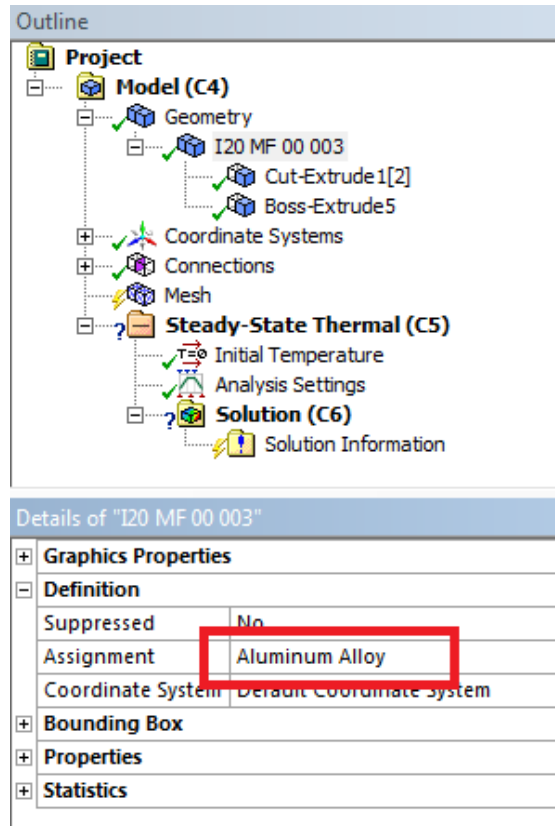 Outline
Project
Model (C4)
Geometry
I20 MF 00 003
Cut-Extrude1[2]
Boss-Extrude5
Coordinate Systems
Connections
Mesh
Steady-State Thermal (C5)
T=0 Initial Temperature
Analysis Settings
Solution (C6)
Solution Information
Details of "I20 MF 00 003"
Graphics Properties
Definition
Suppressed No
Assignment Aluminum Alloy
Coordinate System Default Coordinate System
Bounding Box
Properties
Statistics